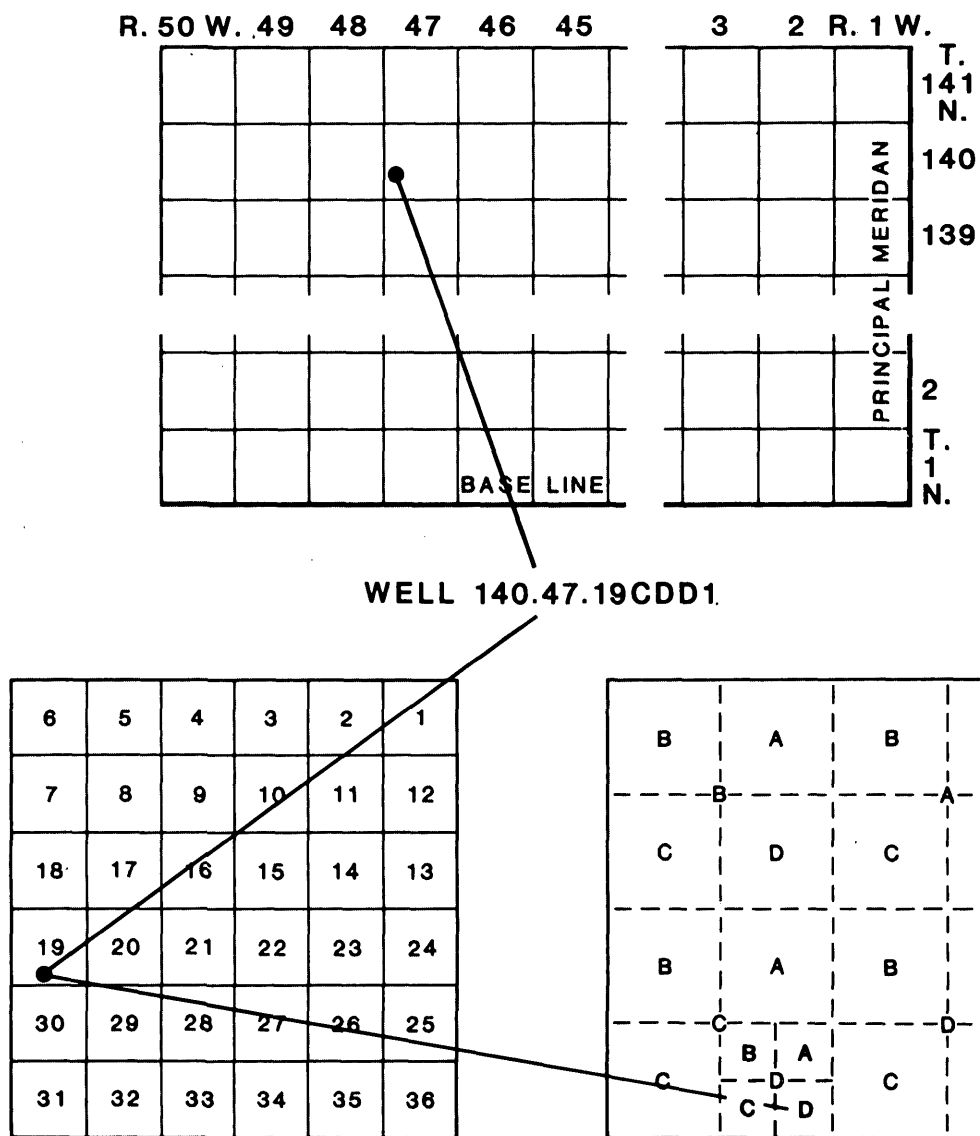 R. 50 W. 49 48 47 46 45 3 2 R. 1 W.
T.
141
N.
140
139
PRINCIPAL MERIDAN
2
T.
1
N.
BASE LINE
WELL 140.47.19CDD1
6 5 4 3 2 1
7 8 9 10 11 12
18 17 16 15 14 13
19 20 21 22 23 24
30 29 28 27 26 25
31 32 33 34 35 36
B A B
B A
C D C
B A B
C D
B A
C D C
C D